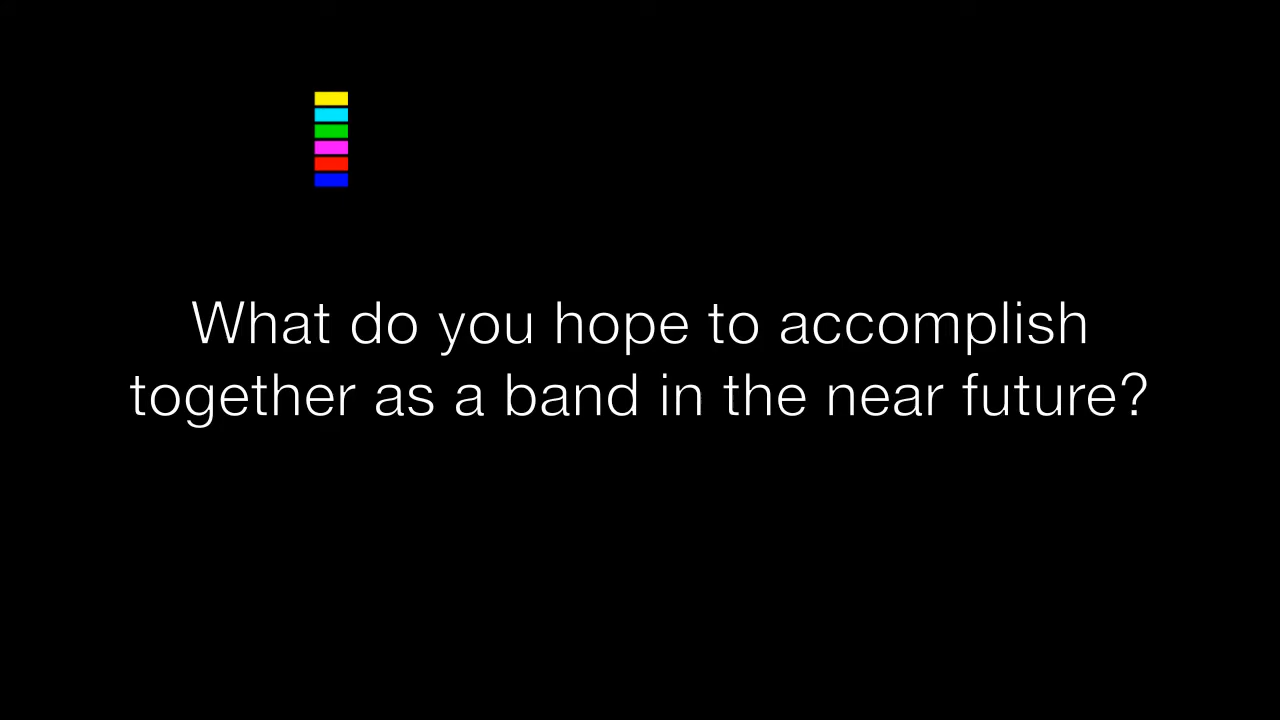 What do you hope to accomplish
together as a band in the near future?